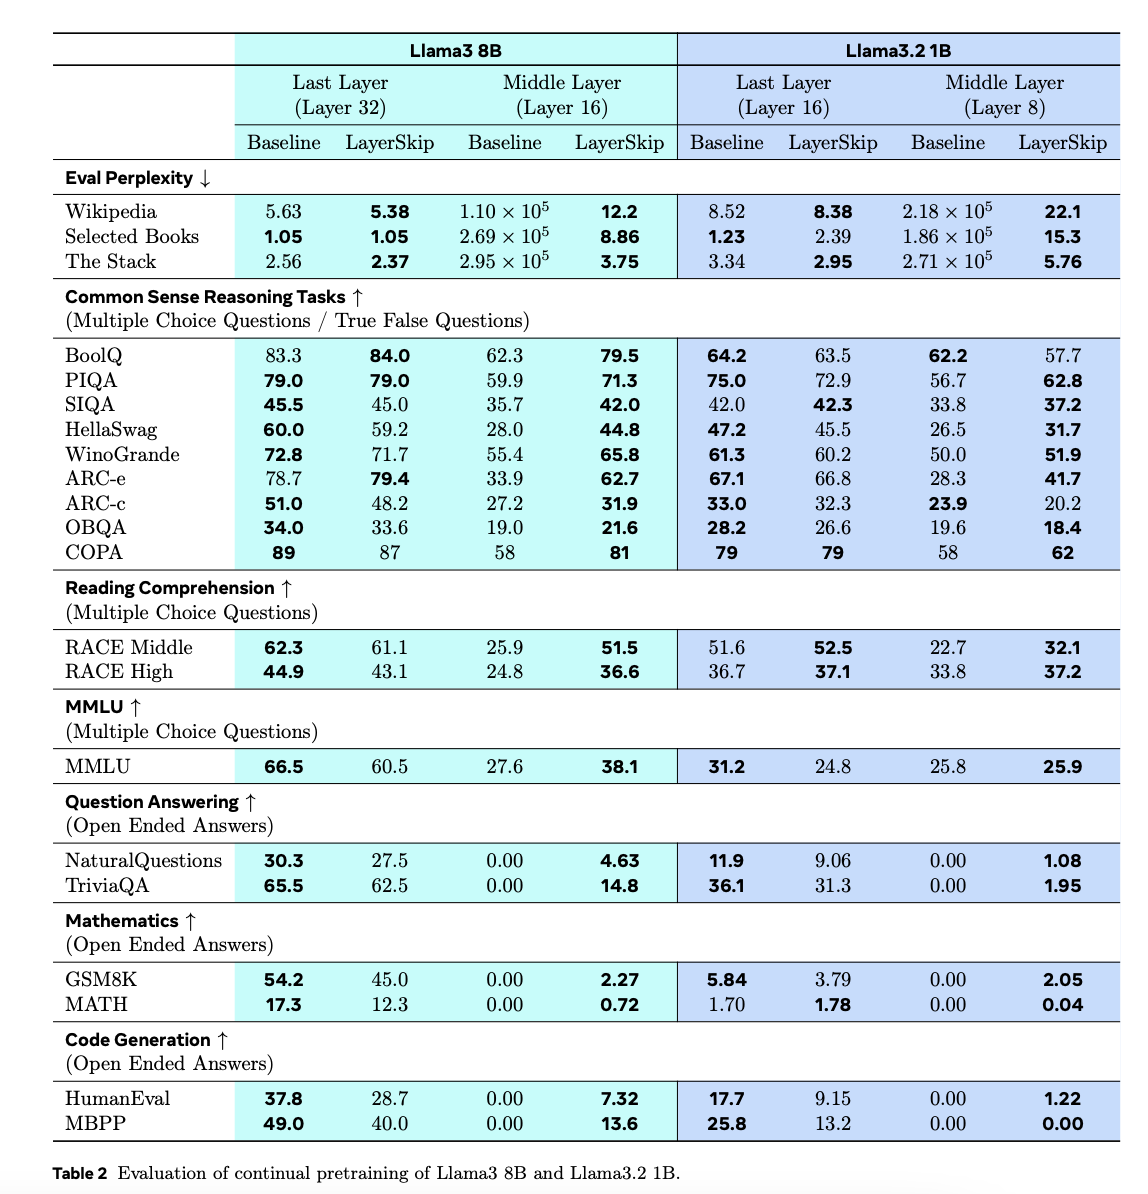 Llama3 8B Llama3.2 1B
Last Layer Middle Layer Last Layer Middle Layer
(Layer 32) (Layer 16) (Layer 16) (Layer 8)
Baseline LayerSkip Baseline LayerSkip Baseline LayerSkip Baseline LayerSkip
Eval Perplexity ↓
Wikipedia 5.63 5.38 1.10 × 10⁵ 12.2 8.52 8.38 2.18 × 10⁵ 22.1
Selected Books 1.05 1.05 2.69 × 10⁵ 8.86 1.23 2.39 1.86 × 10⁵ 15.3
The Stack 2.56 2.37 2.95 × 10⁵ 3.75 3.34 2.95 2.71 × 10⁵ 5.76
Common Sense Reasoning Tasks ↑
(Multiple Choice Questions / True False Questions)
BoolQ 83.3 84.0 62.3 79.5 64.2 63.5 62.2 57.7
PIQA 79.0 79.0 59.9 71.3 75.0 72.9 56.7 62.8
SIQA 45.5 45.0 35.7 42.0 42.0 42.3 33.8 37.2
HellaSwag 60.0 59.2 28.0 44.8 47.2 45.5 26.5 31.7
WinoGrande 72.8 71.7 55.4 65.8 61.3 60.2 50.0 51.9
ARC-e 78.7 79.4 33.9 62.7 67.1 66.8 28.3 41.7
ARC-c 51.0 48.2 27.2 31.9 33.0 32.3 23.9 20.2
OBQA 34.0 33.6 19.0 21.6 28.2 26.6 19.6 18.4
COPA 89 87 58 81 79 79 58 62
Reading Comprehension ↑
(Multiple Choice Questions)
RACE Middle 62.3 61.1 25.9 51.5 51.6 52.5 22.7 32.1
RACE High 44.9 43.1 24.8 36.6 36.7 37.1 33.8 37.2
MMLU ↑
(Multiple Choice Questions)
MMLU 66.5 60.5 27.6 38.1 31.2 24.8 25.8 25.9
Question Answering ↑
(Open Ended Answers)
NaturalQuestions 30.3 27.5 0.00 4.63 11.9 9.06 0.00 1.08
TriviaQA 65.5 62.5 0.00 14.8 36.1 31.3 0.00 1.95
Mathematics ↑
(Open Ended Answers)
GSM8K 54.2 45.0 0.00 2.27 5.84 3.79 0.00 2.05
MATH 17.3 12.3 0.00 0.72 1.70 1.78 0.00 0.04
Code Generation ↑
(Open Ended Answers)
HumanEval 37.8 28.7 0.00 7.32 17.7 9.15 0.00 1.22
MBPP 49.0 40.0 0.00 13.6 25.8 13.2 0.00 0.00
Table 2 Evaluation of continual pretraining of Llama3 8B and Llama3.2 1B.